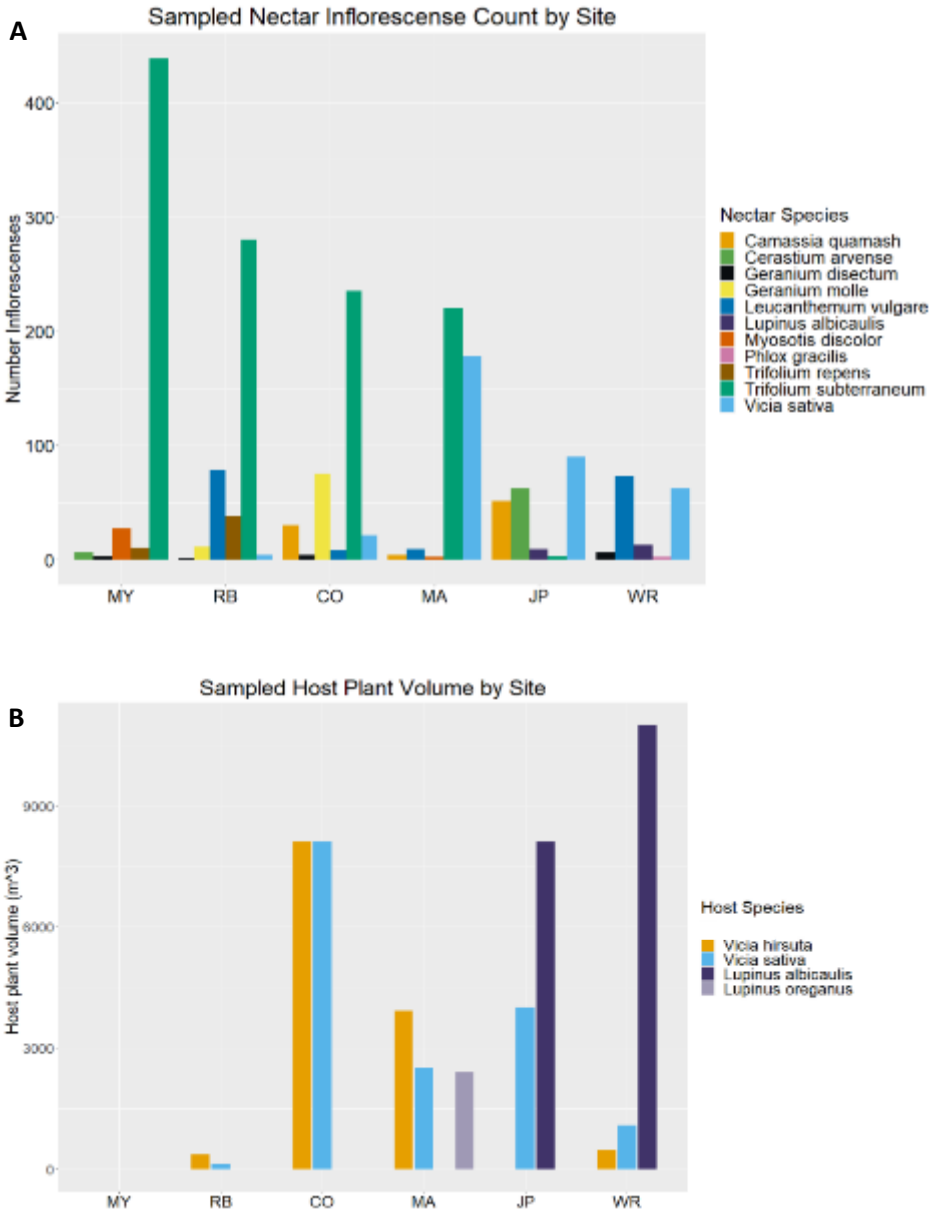 A
Sampled Nectar Inflorescense Count by Site
Number Inflorescenses
400
300
200
100
0
MY RB CO MA JP WR
Nectar Species
Camassia quamash
Cerastium arvense
Geranium disectum
Geranium molle
Leucanthemum vulgare
Lupinus albicaulis
Myosotis discolor
Phlox gracilis
Trifolium repens
Trifolium subterraneum
Vicia sativa
B
Sampled Host Plant Volume by Site
Host plant volume (m^3)
9000
6000
3000
0
MY RB CO MA JP WR
Host Species
Vicia hirsuta
Vicia sativa
Lupinus albicaulis
Lupinus oreganus